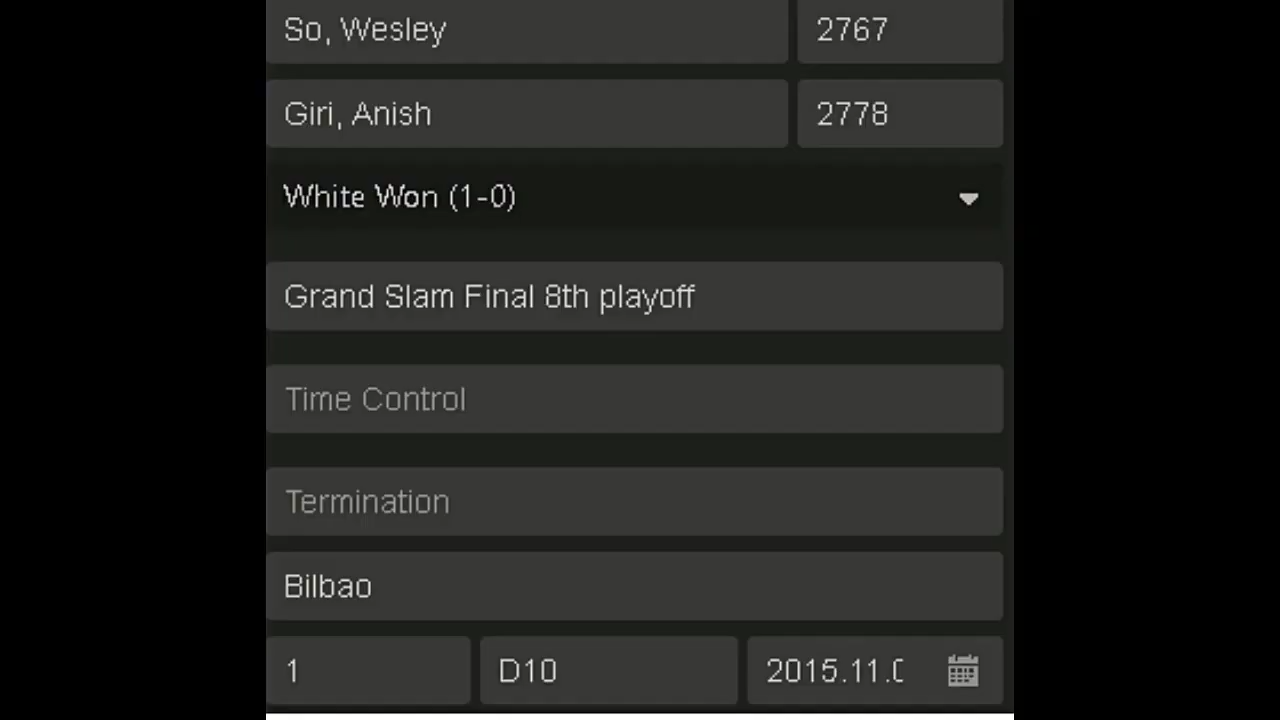 So, Wesley 2767
Giri, Anish 2778
White Won (1-0)
Grand Slam Final 8th playoff
Time Control
Termination
Bilbao
1 D10 2015.11.